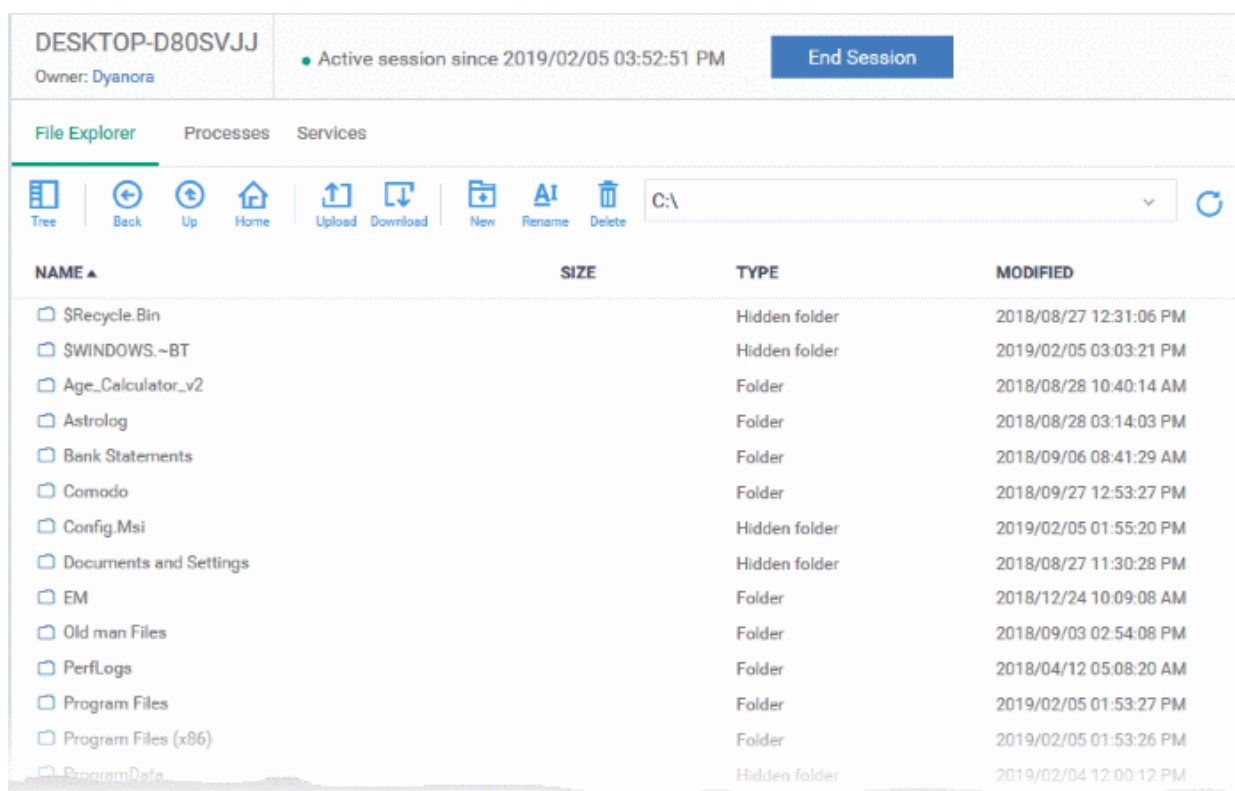 DESKTOP-D80SVJJ
Owner: Dyanora
Active session since 2019/02/05 03:52:51 PM
End Session
File Explorer Processes Services
Tree Back Up Home Upload Download New Rename Delete C:\
NAME SIZE TYPE MODIFIED
$Recycle.Bin Hidden folder 2018/08/27 12:31:06 PM
$WINDOWS.~BT Hidden folder 2019/02/05 03:03:21 PM
Age_Calculator_v2 Folder 2018/08/28 10:40:14 AM
Astrolog Folder 2018/08/28 03:14:03 PM
Bank Statements Folder 2018/09/06 08:41:29 AM
Comodo Folder 2018/09/27 12:53:27 PM
Config.Msi Hidden folder 2019/02/05 01:55:20 PM
Documents and Settings Hidden folder 2018/08/27 11:30:28 PM
EM Folder 2018/12/24 10:09:08 AM
Old man Files Folder 2018/09/03 02:54:08 PM
PerfLogs Folder 2018/04/12 05:08:20 AM
Program Files Folder 2019/02/05 01:53:27 PM
Program Files (x86) Folder 2019/02/05 01:53:26 PM
ProgramData Hidden folder 2019/02/04 12:00:12 PM